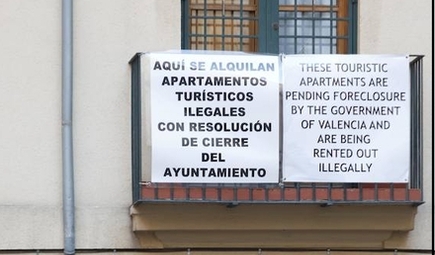 AQUÍ SE ALQUILAN
APARTAMENTOS
TURÍSTICOS
ILEGALES
CON RESOLUCIÓN
DE CIERRE
DEL
AYUNTAMIENTO
THESE TOURISTIC
APARTMENTS ARE
PENDING FORECLOSURE
BY THE GOVERNMENT
OF VALENCIA AND
ARE BEING
RENTED OUT
ILLEGALLY